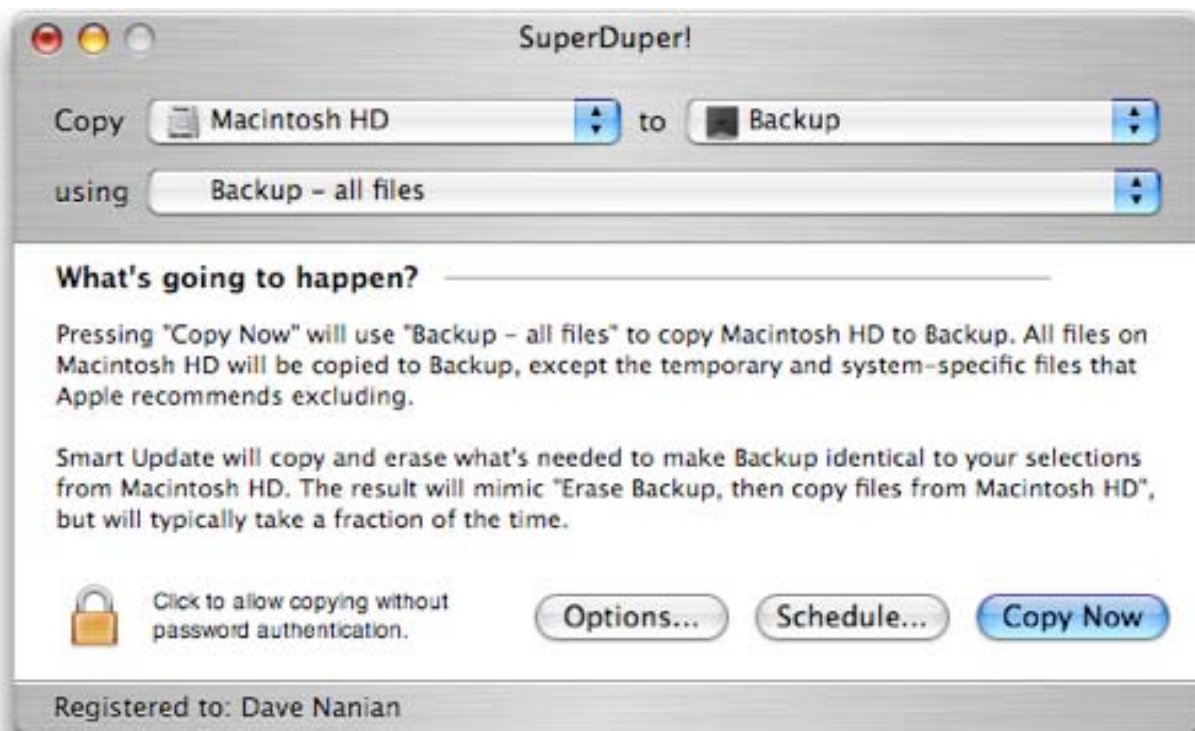 SuperDuper!
Copy Macintosh HD to Backup
using Backup – all files
What's going to happen?
Pressing "Copy Now" will use "Backup – all files" to copy Macintosh HD to Backup. All files on
Macintosh HD will be copied to Backup, except the temporary and system-specific files that
Apple recommends excluding.
Smart Update will copy and erase what's needed to make Backup identical to your selections
from Macintosh HD. The result will mimic "Erase Backup, then copy files from Macintosh HD",
but will typically take a fraction of the time.
Click to allow copying without
password authentication.
Options... Schedule... Copy Now
Registered to: Dave Nanian